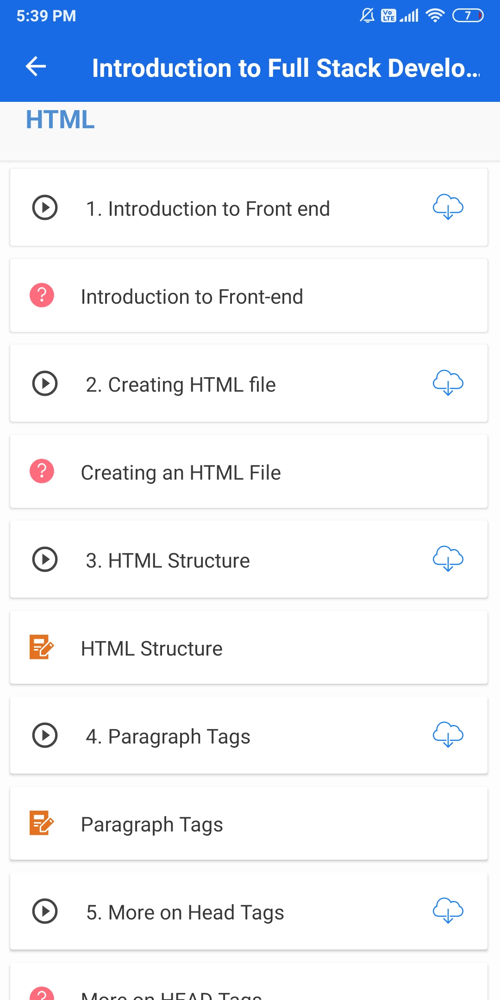 5:39 PM
Vo LTE
7
Introduction to Full Stack Develo...
HTML
1. Introduction to Front end
?
Introduction to Front-end
2. Creating HTML file
?
Creating an HTML File
3. HTML Structure
HTML Structure
4. Paragraph Tags
Paragraph Tags
5. More on Head Tags
?
More on HEAD Tags